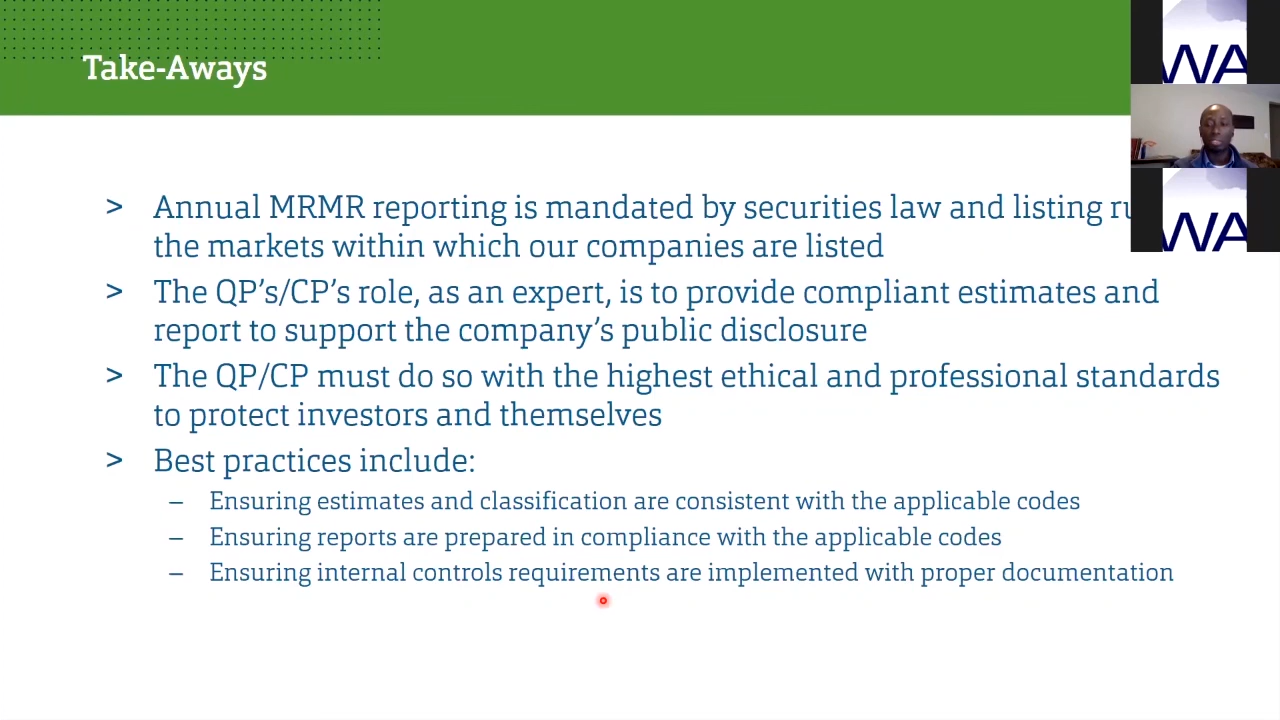 Take-Aways
WA
> Annual MRMR reporting is mandated by securities law and listing
the markets within which our companies are listed
WA
> The QP's/CP's role, as an expert, is to provide compliant estimates and
report to support the company's public disclosure
> The QP/CP must do so with the highest ethical and professional standards
to protect investors and themselves
> Best practices include:
– Ensuring estimates and classification are consistent with the applicable codes
– Ensuring reports are prepared in compliance with the applicable codes
– Ensuring internal controls requirements are implemented with proper documentation